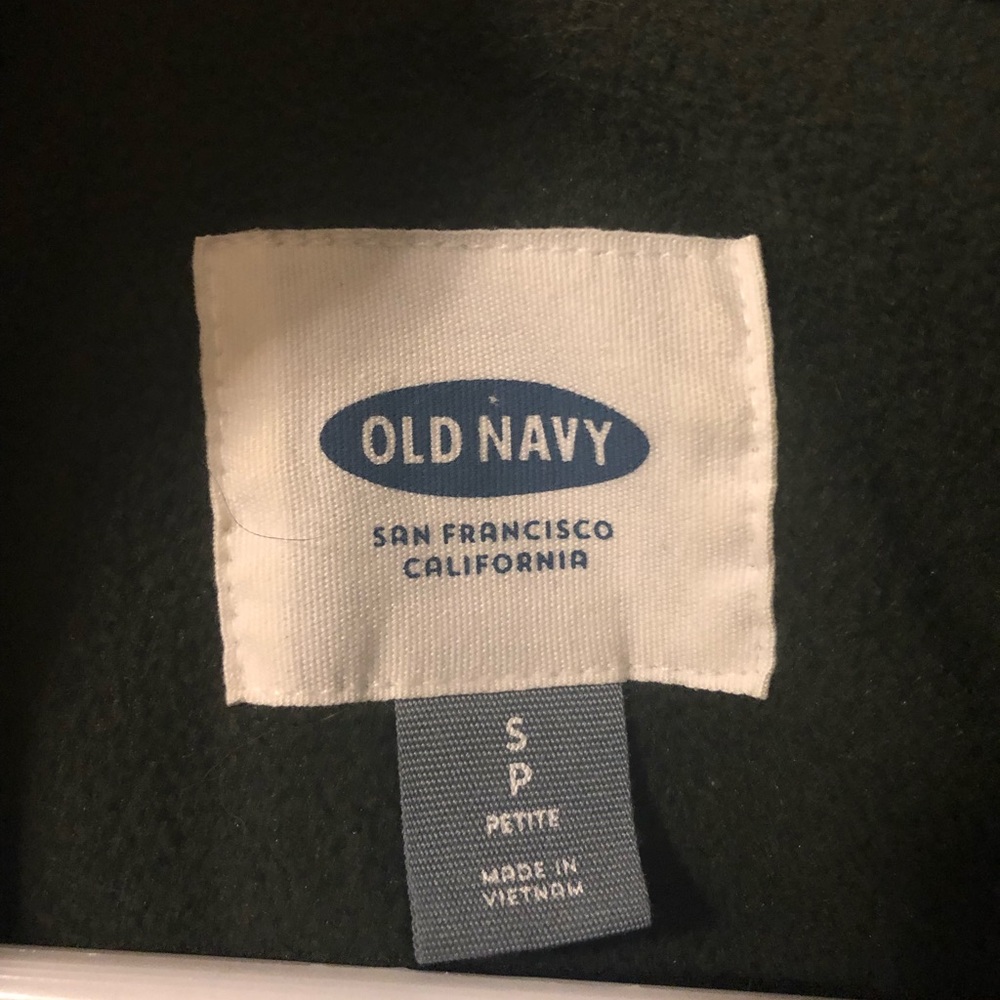 OLD NAVY
SAN FRANCISCO
CALIFORNIA
S
P
PETITE
MADE IN
VIETNAM